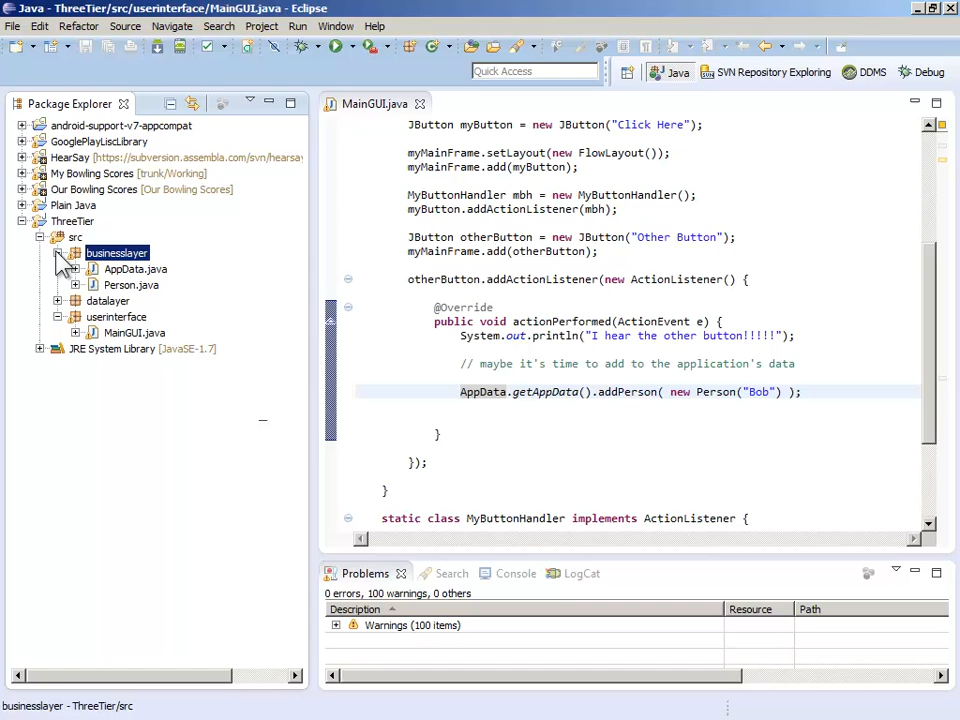 Java - ThreeTier/src/userinterface/MainGUI.java - Eclipse
File Edit Refactor Source Navigate Search Project Run Window Help
Quick Access
Java
SVN Repository Exploring
DDMS
Debug
Package Explorer
android-support-v7-appcompat
GooglePlayLiscLibrary
HearSay [https://subversion.assembla.com/svn/hearsay
My Bowling Scores [trunk/Working]
Our Bowling Scores [Our Bowling Scores]
Plain Java
ThreeTier
src
businesslayer
AppData.java
Person.java
datalayer
userinterface
MainGUI.java
JRE System Library [JavaSE-1.7]
MainGUI.java
JButton myButton = new JButton("Click Here");
myMainFrame.setLayout(new FlowLayout());
myMainFrame.add(myButton);
MyButtonHandler mbh = new MyButtonHandler();
myButton.addActionListener(mbh);
JButton otherButton = new JButton("Other Button");
myMainFrame.add(otherButton);
otherButton.addActionListener(new ActionListener() {
@Override
public void actionPerformed(ActionEvent e) {
System.out.println("I hear the other button!!!!!");
// maybe it's time to add to the application's data
AppData.getAppData().addPerson( new Person("Bob") );
}
});
}
static class MyButtonHandler implements ActionListener {
Problems Search Console LogCat
0 errors, 100 warnings, 0 others
Description Resource Path
Warnings (100 items)
businesslayer - ThreeTier/src